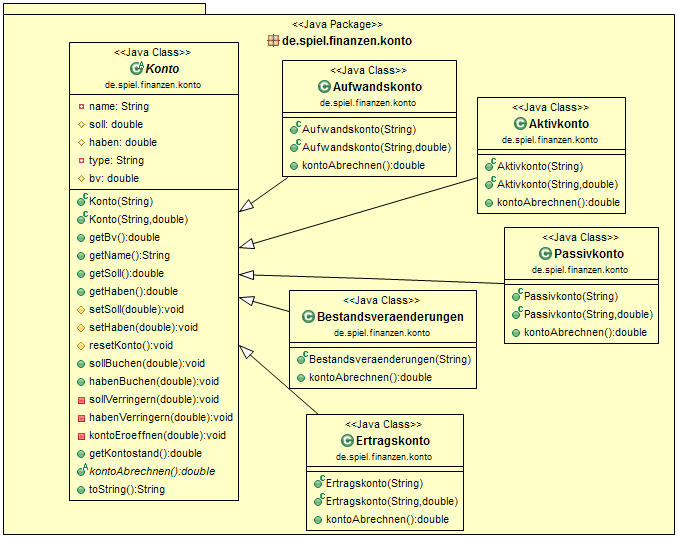 <<Java Package>>
de.spiel.finanzen.konto
<<Java Class>>
Konto
de.spiel.finanzen.konto
name: String
soll: double
haben: double
type: String
bv: double
Konto(String)
Konto(String,double)
getBv():double
getName():String
getSoll():double
getHaben():double
setSoll(double):void
setHaben(double):void
resetKonto():void
sollBuchen(double):void
habenBuchen(double):void
sollVerringern(double):void
habenVerringern(double):void
kontoEroeffnen(double):void
getKontostand():double
kontoAbrechnen():double
toString():String
<<Java Class>>
Aufwandskonto
de.spiel.finanzen.konto
Aufwandskonto(String)
Aufwandskonto(String,double)
kontoAbrechnen():double
<<Java Class>>
Aktivkonto
de.spiel.finanzen.konto
Aktivkonto(String)
Aktivkonto(String,double)
kontoAbrechnen():double
<<Java Class>>
Passivkonto
de.spiel.finanzen.konto
Passivkonto(String)
Passivkonto(String,double)
kontoAbrechnen():double
<<Java Class>>
Bestandsveraenderungen
de.spiel.finanzen.konto
Bestandsveraenderungen(String)
kontoAbrechnen():double
<<Java Class>>
Ertragskonto
de.spiel.finanzen.konto
Ertragskonto(String)
Ertragskonto(String,double)
kontoAbrechnen():double